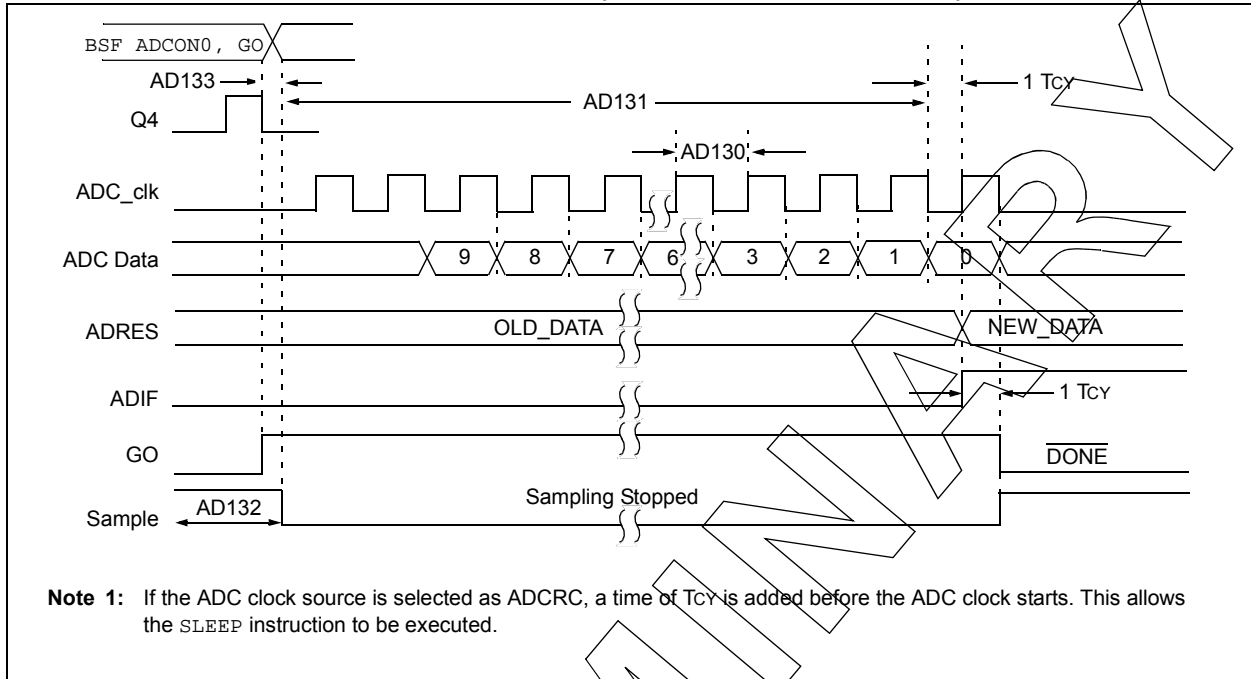 BSF ADCON0, GO
AD133
1 TCY
AD131
Q4
AD130
ADC_clk
ADC Data 9 8 7 6 3 2 1 0
OLD_DATA
ADRES NEW_DATA
ADIF 1 TCY
GO DONE
Sampling Stopped
AD132
Sample
Note 1: If the ADC clock source is selected as ADCRC, a time of TCY is added before the ADC clock starts. This allows
the SLEEP instruction to be executed.